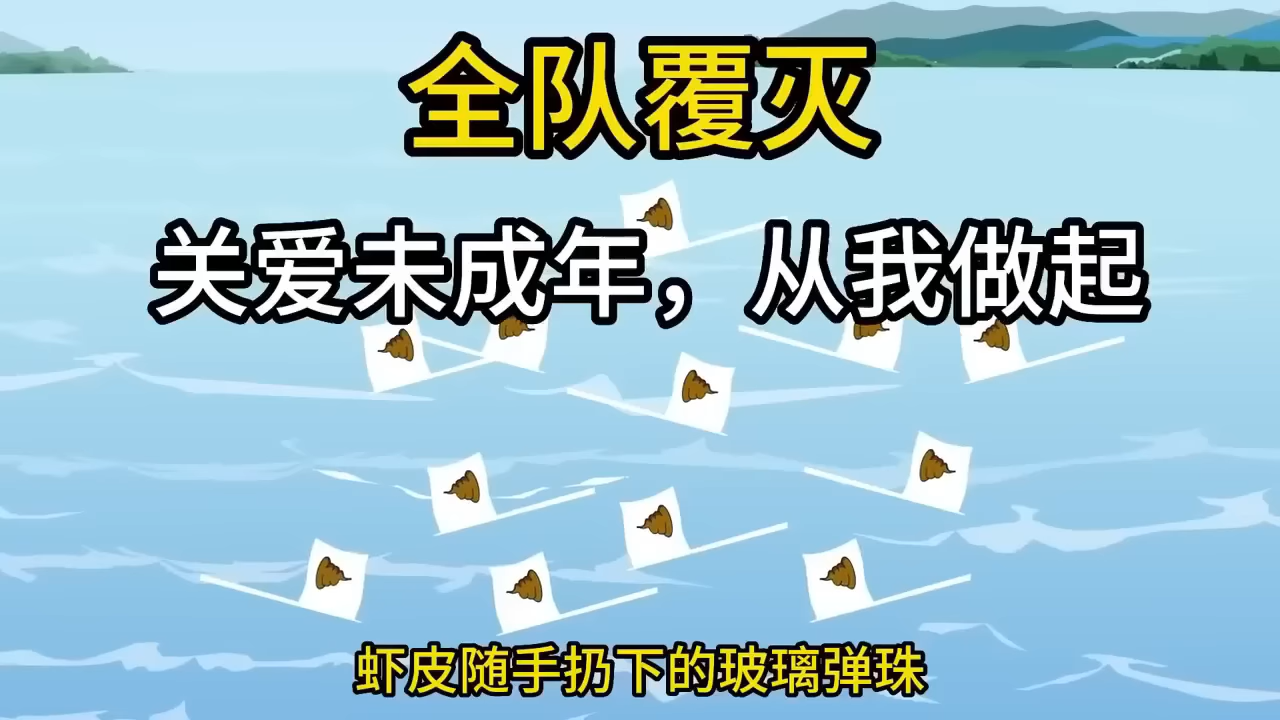 全队覆灭
关爱未成年，从我做起
虾皮随手扔下的玻璃弹珠